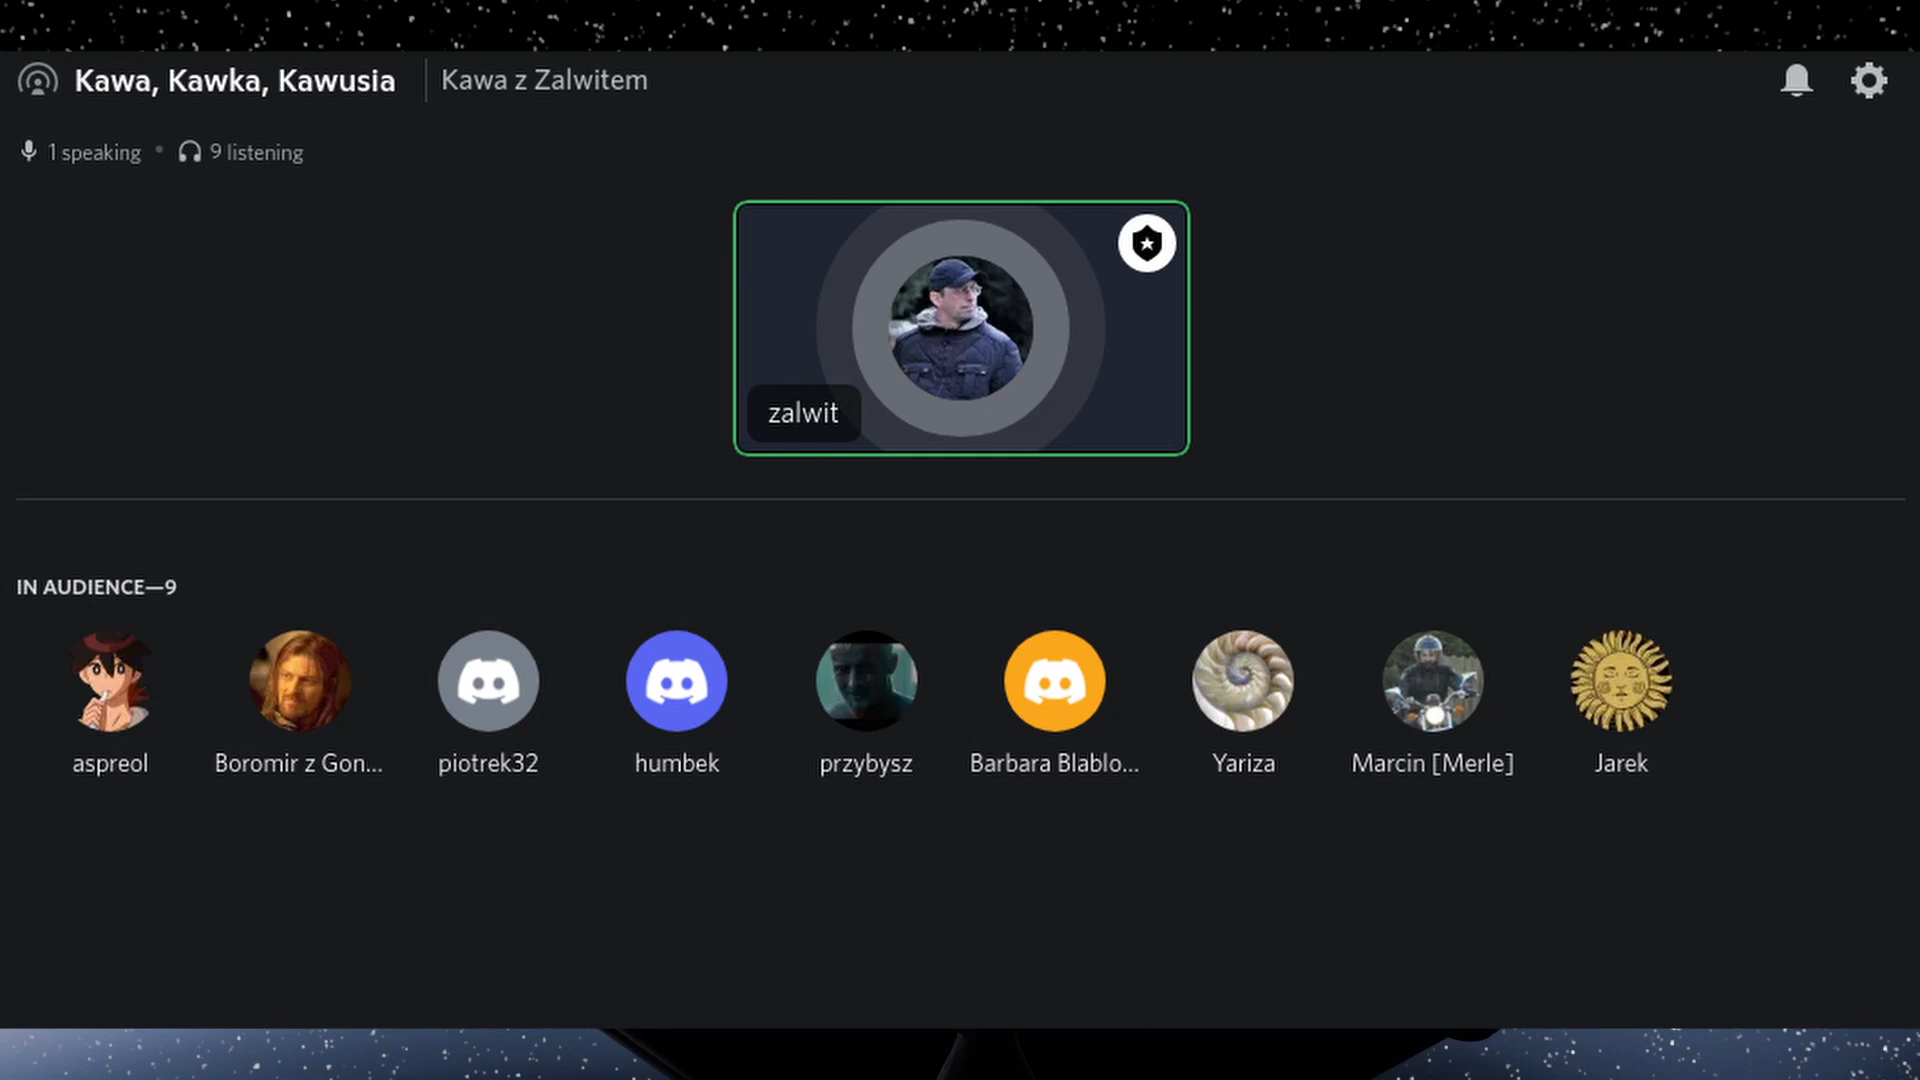 Kawa, Kawka, Kawusia
Kawa z Zalwitem
1 speaking • 9 listening
zalwit
IN AUDIENCE—9
aspreol
Boromir z Gon...
piotrek32
humbek
przybysz
Barbara Blablo...
Yariza
Marcin [Merle]
Jarek